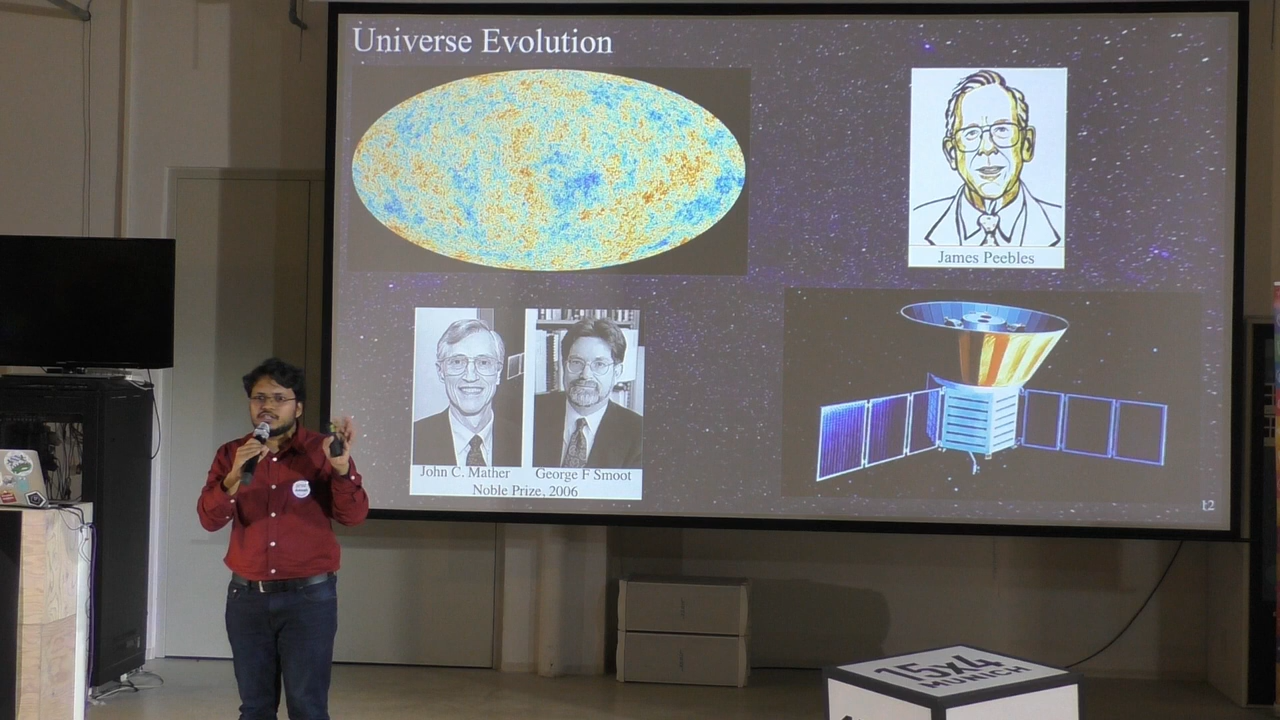 Universe Evolution
James Peebles
John C. Mather
George F Smoot
Noble Prize, 2006
12
15x4
MUNICH